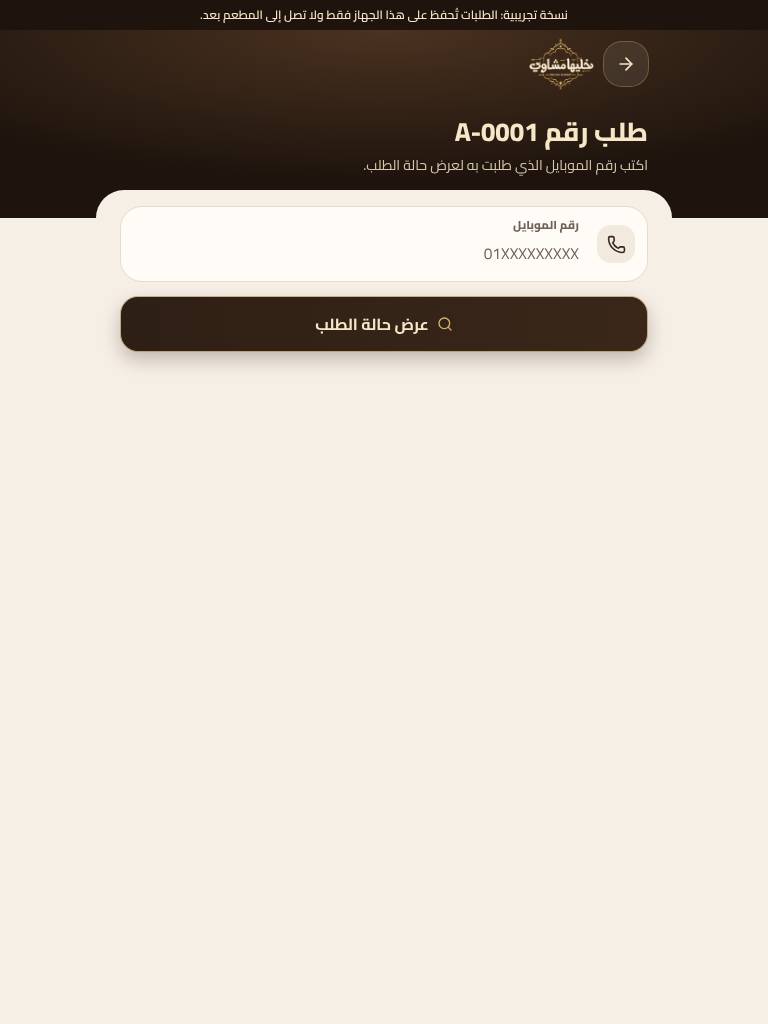 نسخة تجريبية: الطلبات تُحفظ على هذا الجهاز فقط ولا تصل إلى المطعم بعد.
خليها مشاوي
طلب رقم A-0001
اكتب رقم الموبايل الذي طلبت به لعرض حالة الطلب.
رقم الموبايل
01XXXXXXXXX
عرض حالة الطلب